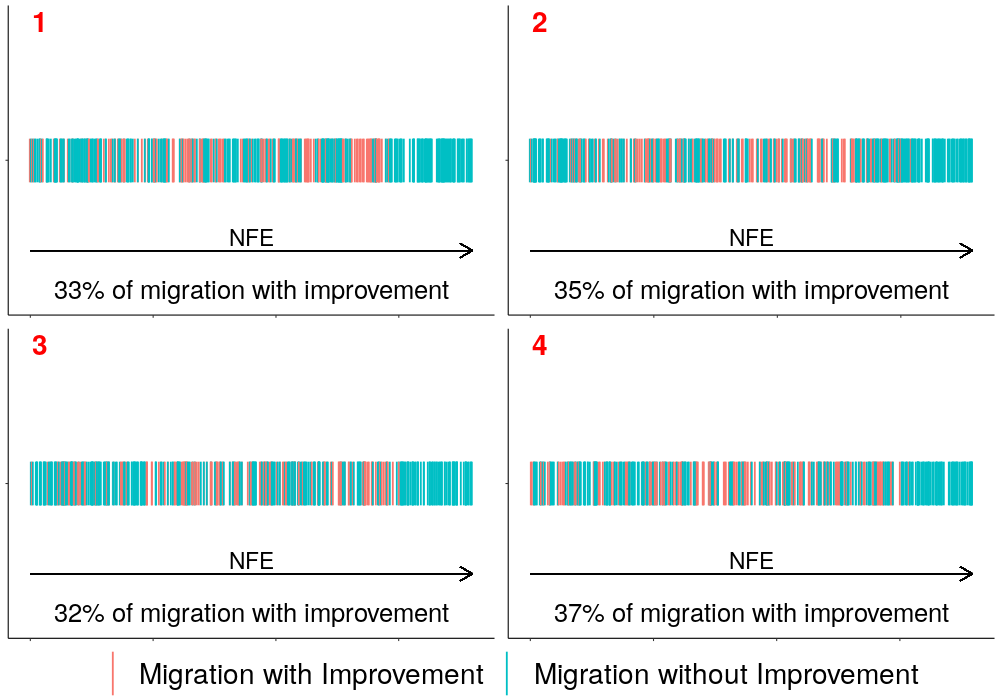 1
NFE
33% of migration with improvement
2
NFE
35% of migration with improvement
3
NFE
32% of migration with improvement
4
NFE
37% of migration with improvement
Migration with Improvement
Migration without Improvement